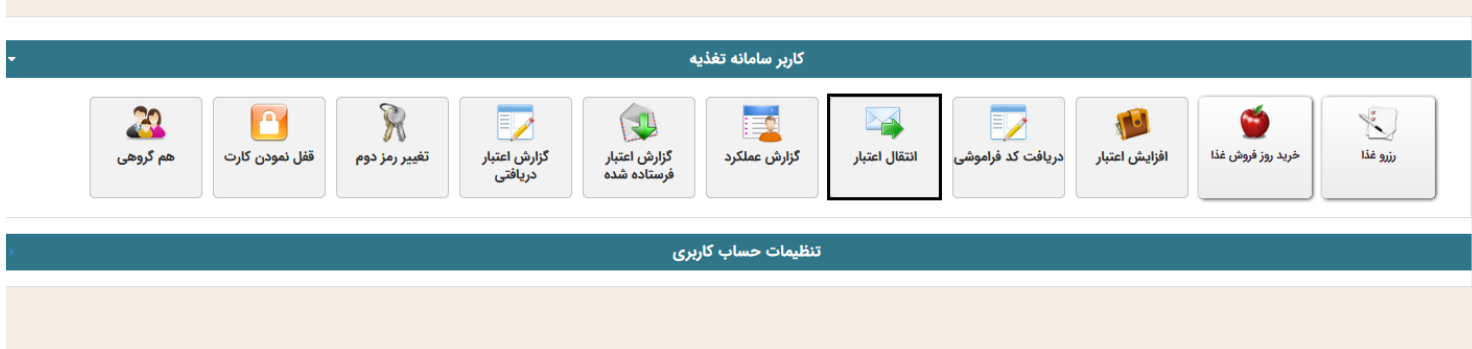 کاربر سامانه تغذیه
رزرو غذا
خرید روز فروش غذا
افزایش اعتبار
دریافت کد فراموشی
انتقال اعتبار
گزارش عملکرد
گزارش اعتبار
فرستاده شده
گزارش اعتبار
دریافتی
تغییر رمز دوم
قفل نمودن کارت
هم گروهی
تنظیمات حساب کاربری